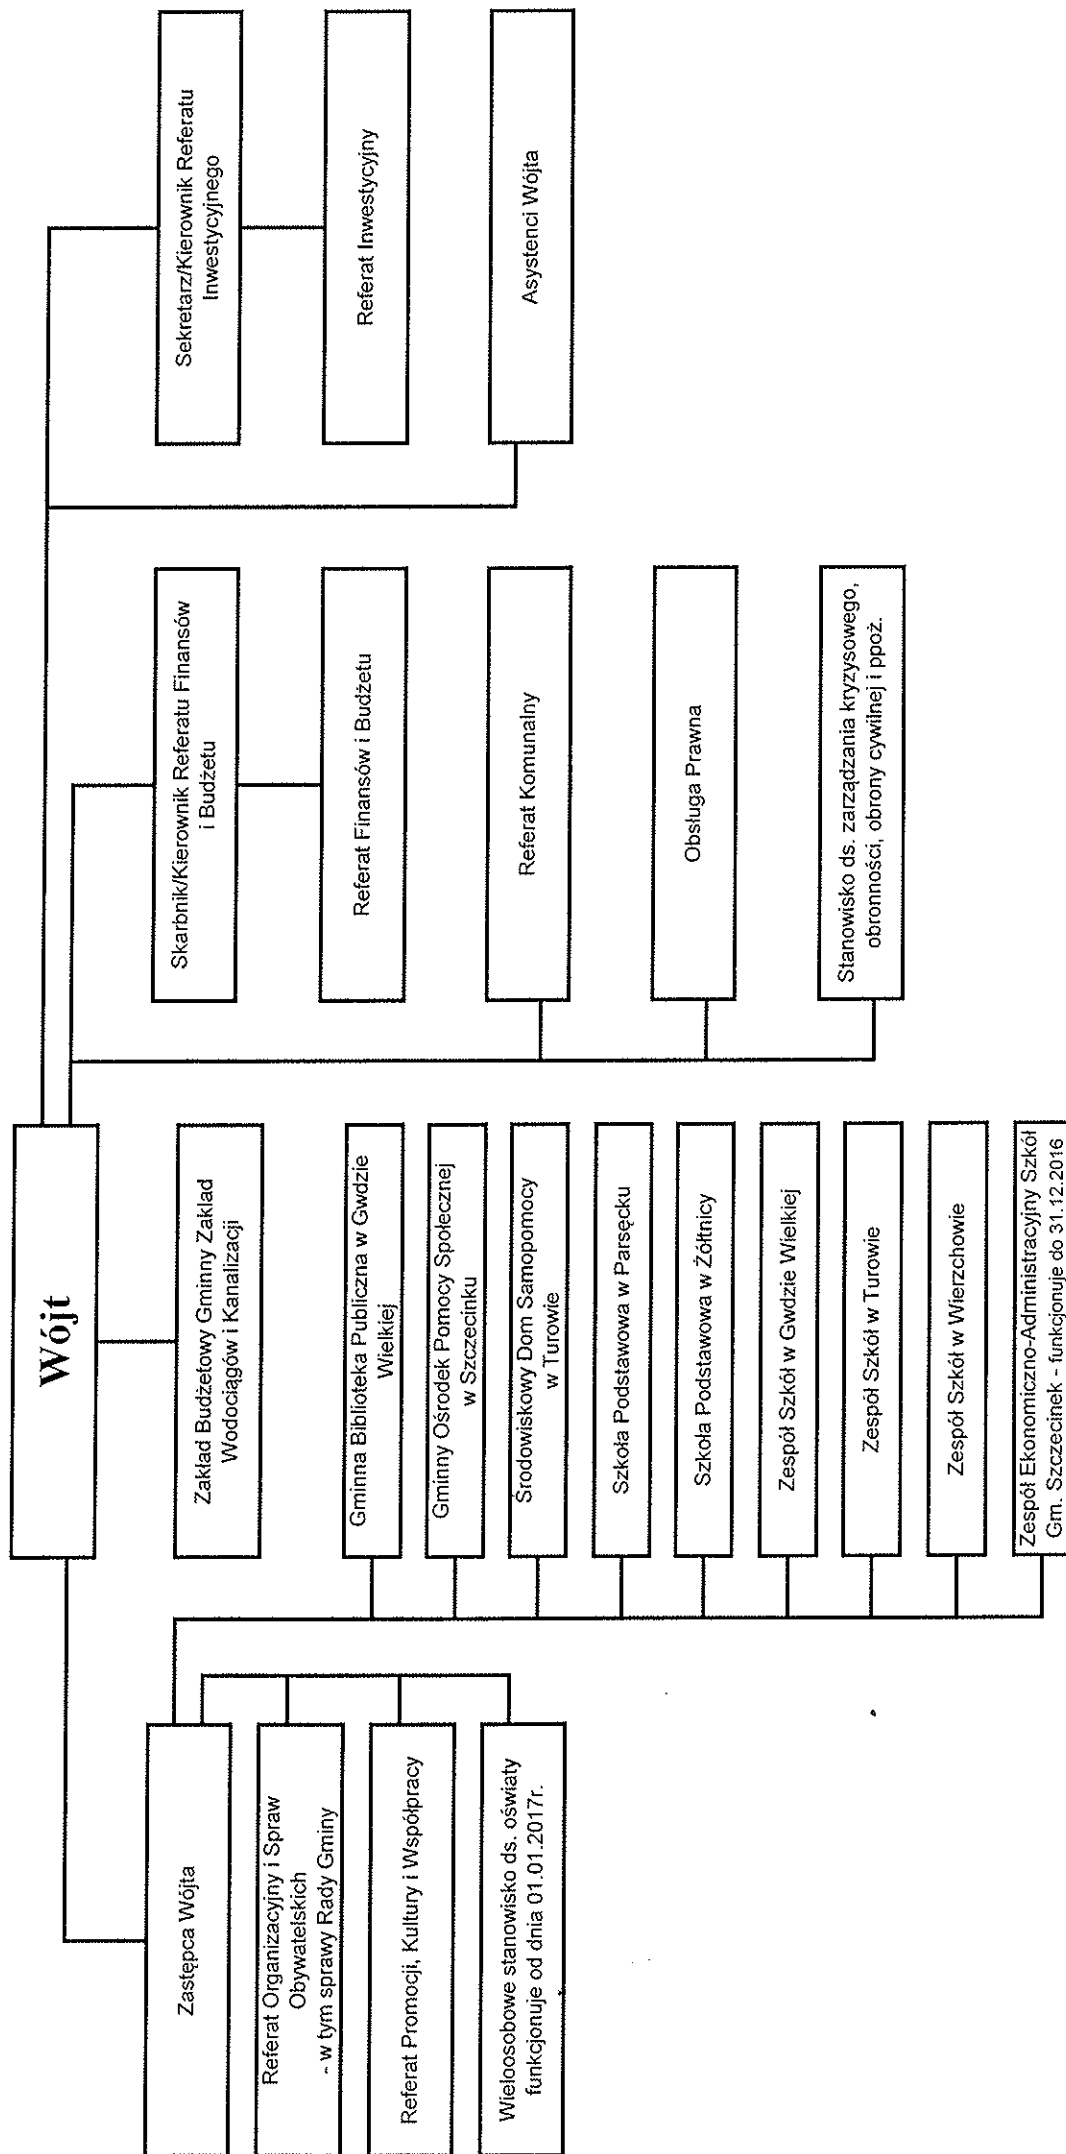 Wójt
Zastępca Wójta
Referat Organizacyjny i Spraw
Obywatelskich
- w tym sprawy Rady Gminy
Referat Promocji, Kultury i Współpracy
Wieloosobowe stanowisko ds. oświaty
funkcjonuje od dnia 01.01.2017r.
Zakład Budżetowy Gminny Zakład
Wodociągów i Kanalizacji
Gminna Biblioteka Publiczna w Gwdzie
Wielkiej
Gminny Ośrodek Pomocy Społecznej
w Szczecinku
Środowiskowy Dom Samopomocy
w Turowie
Szkoła Podstawowa w Parsęcku
Szkoła Podstawowa w Żółtnicy
Zespół Szkół w Gwdzie Wielkiej
Zespół Szkół w Turowie
Zespół Szkół w Wierzchowie
Zespół Ekonomiczno-Administracyjny Szkół
Gm. Szczecinek - funkcjonuje do 31.12.2016
Skarbnik/Kierownik Referatu Finansów
i Budżetu
Referat Finansów i Budżetu
Referat Komunalny
Obsługa Prawna
Stanowisko ds. zarządzania kryzysowego,
obronności, obrony cywilnej i ppoż.
Sekretarz/Kierownik Referatu
Inwestycyjnego
Referat Inwestycyjny
Asystenci Wójta